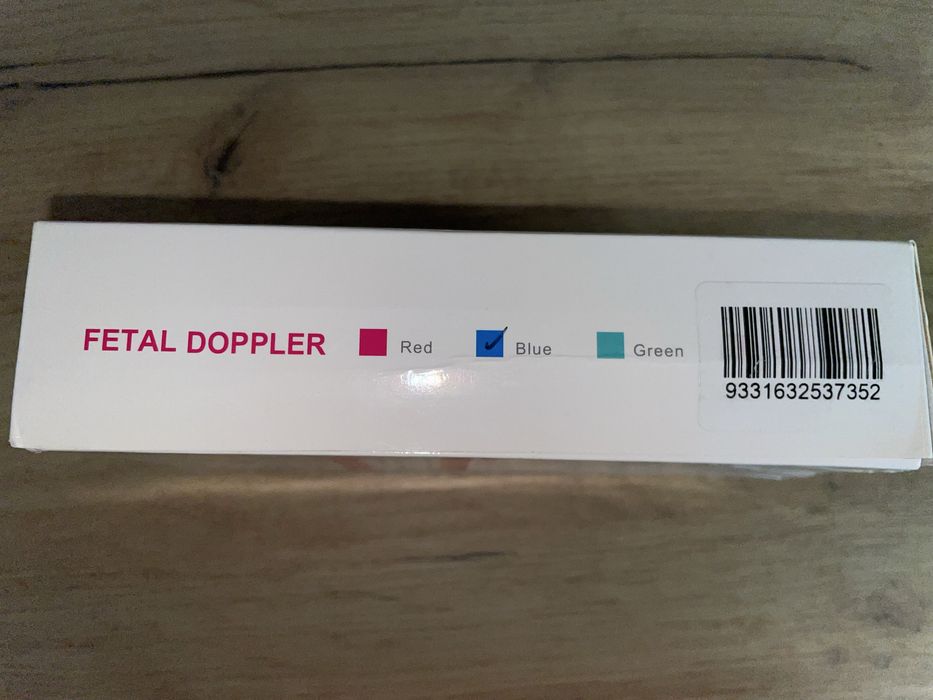 FETAL DOPPLER Red Blue Green
9331632537352